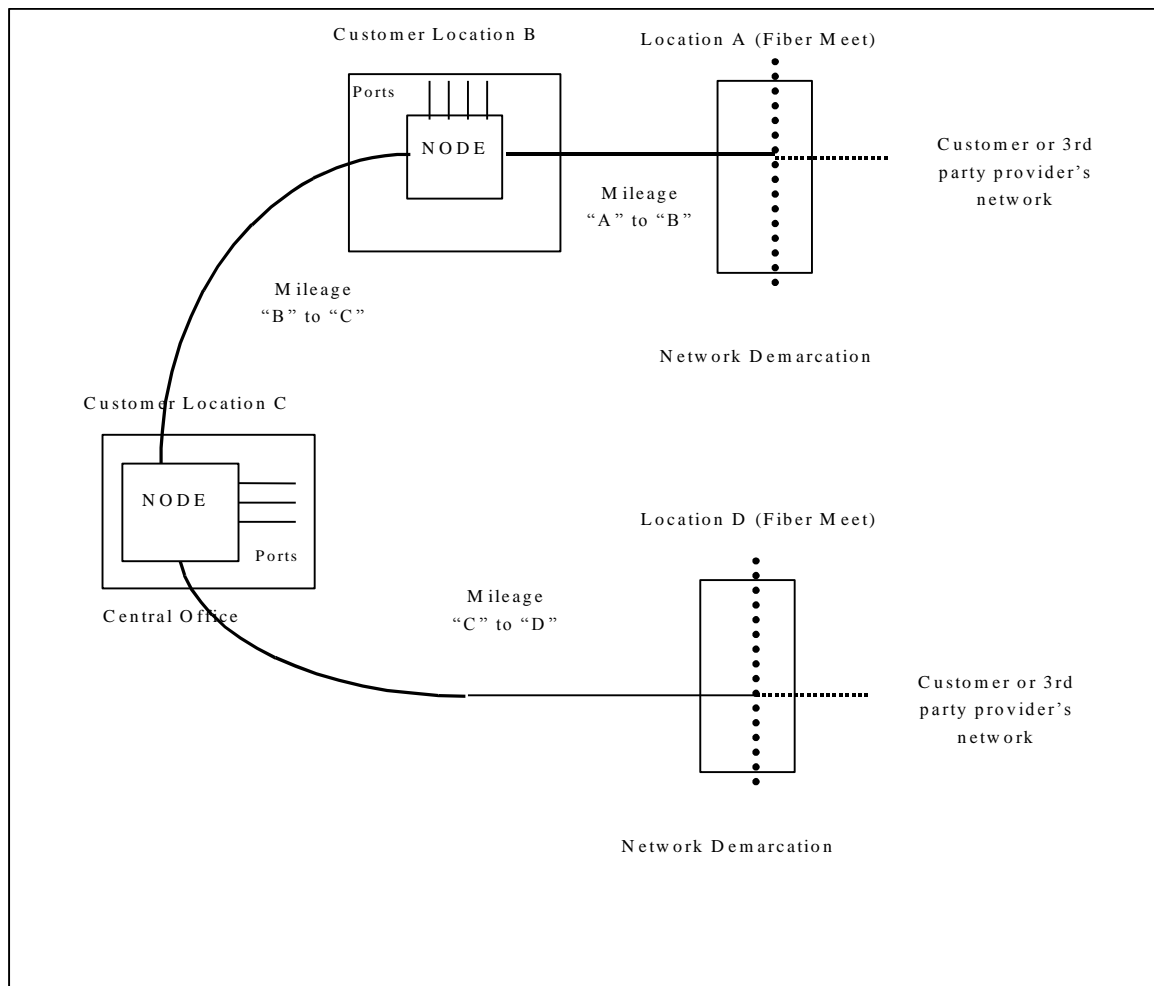 Customer Location B
Location A (Fiber Meet)
Ports
NODE
Customer or 3rd
party provider's
network
Mileage
“A” to “B”
Mileage
“B” to “C”
Network Demarcation
Customer Location C
NODE
Ports
Central Office
Location D (Fiber Meet)
Mileage
“C” to “D”
Customer or 3rd
party provider's
network
Network Demarcation